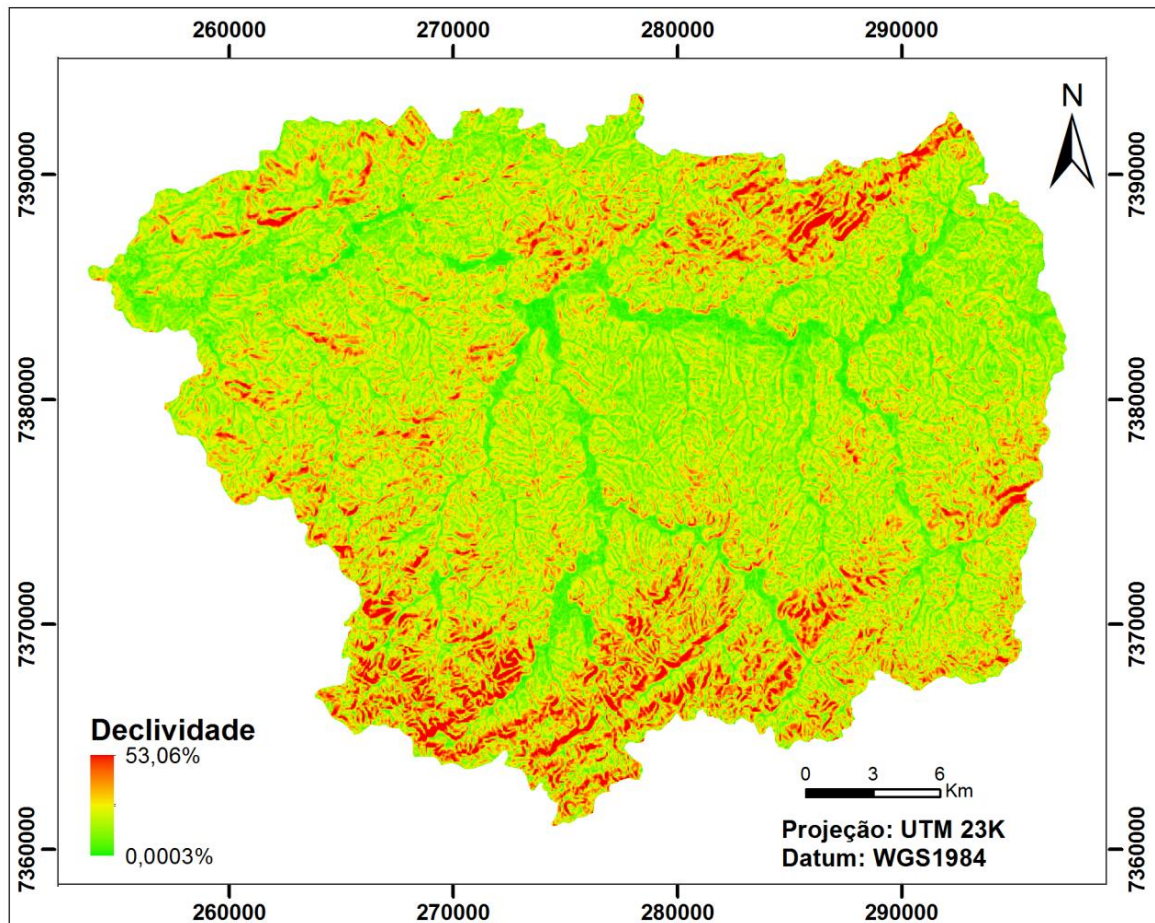 260000 270000 280000 290000
N
7390000 7390000
7380000 7380000
7370000 7370000
7360000 7360000
Declividade
53,06%
0,0003%
0 3 6
Km
Projeção: UTM 23K
Datum: WGS1984
260000 270000 280000 290000